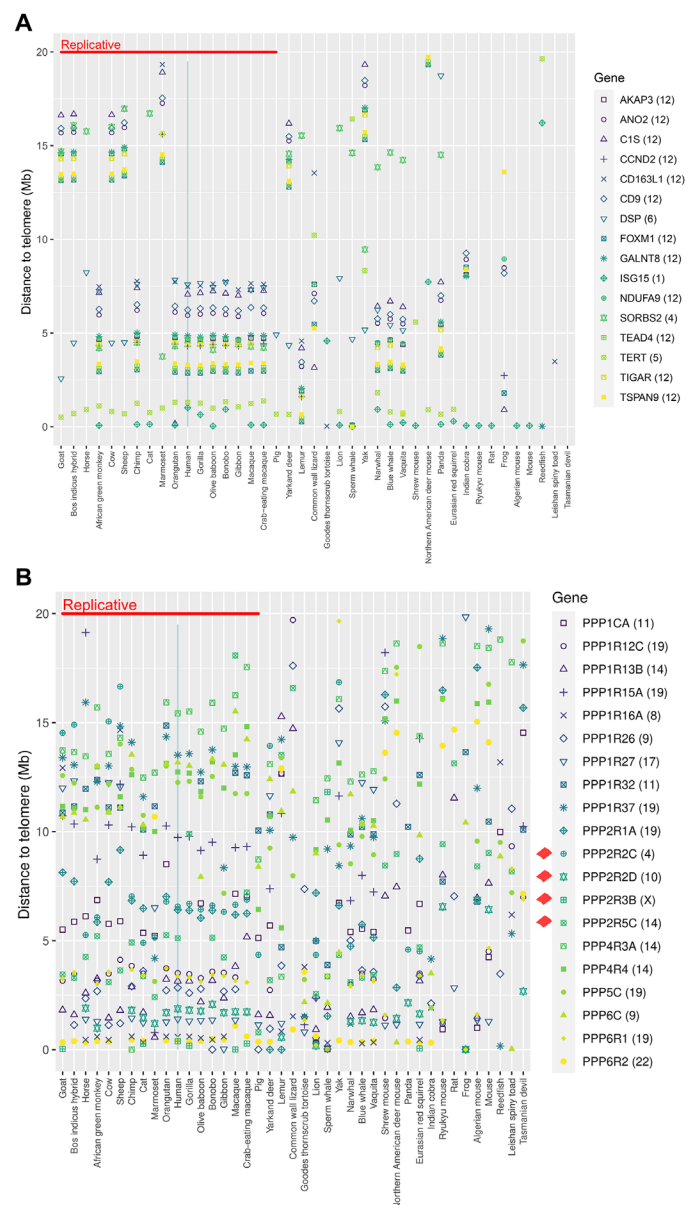 A
Replicative
20
15
10
5
0
Distance to telomere (Mb)
Goat
Bos indicus hybrid
Horse
African green monkey
Cow
Sheep
Chimp
Cat
Marmoset
Orangutan
Human
Gorilla
Olive baboon
Bonobo
Gibbon
Macaque
Crab−eating macaque
Pig
Yarkand deer
Lemur
Common wall lizard
Goodes thornscrub tortoise
Lion
Sperm whale
Yak
Narwhal
Blue whale
Vaquita
Shrew mouse
Northern American deer mouse
Panda
Eurasian red squirrel
Indian cobra
Ryukyu mouse
Rat
Frog
Algerian mouse
Mouse
Reedfish
Leishan spiny toad
Tasmanian devil
Gene
AKAP3 (12)
ANO2 (12)
C1S (12)
CCND2 (12)
CD163L1 (12)
CD9 (12)
DSP (6)
FOXM1 (12)
GALNT8 (12)
ISG15 (1)
NDUFA9 (12)
SORBS2 (4)
TEAD4 (12)
TERT (5)
TIGAR (12)
TSPAN9 (12)
B
Replicative
20
15
10
5
0
Distance to telomere (Mb)
Goat
Bos indicus hybrid
Horse
African green monkey
Cow
Sheep
Chimp
Cat
Marmoset
Orangutan
Human
Gorilla
Olive baboon
Bonobo
Gibbon
Macaque
Crab−eating macaque
Pig
Yarkand deer
Lemur
Common wall lizard
Goodes thornscrub tortoise
Lion
Sperm whale
Yak
Narwhal
Blue whale
Vaquita
Shrew mouse
Northern American deer mouse
Panda
Eurasian red squirrel
Indian cobra
Ryukyu mouse
Rat
Frog
Algerian mouse
Mouse
Reedfish
Leishan spiny toad
Tasmanian devil
Gene
PPP1CA (11)
PPP1R12C (19)
PPP1R13B (14)
PPP1R15A (19)
PPP1R16A (8)
PPP1R26 (9)
PPP1R27 (17)
PPP1R32 (11)
PPP1R37 (19)
PPP2R1A (19)
PPP2R2C (4)
PPP2R2D (10)
PPP2R3B (X)
PPP2R5C (14)
PPP4R3A (14)
PPP4R4 (14)
PPP5C (19)
PPP6C (9)
PPP6R1 (19)
PPP6R2 (22)